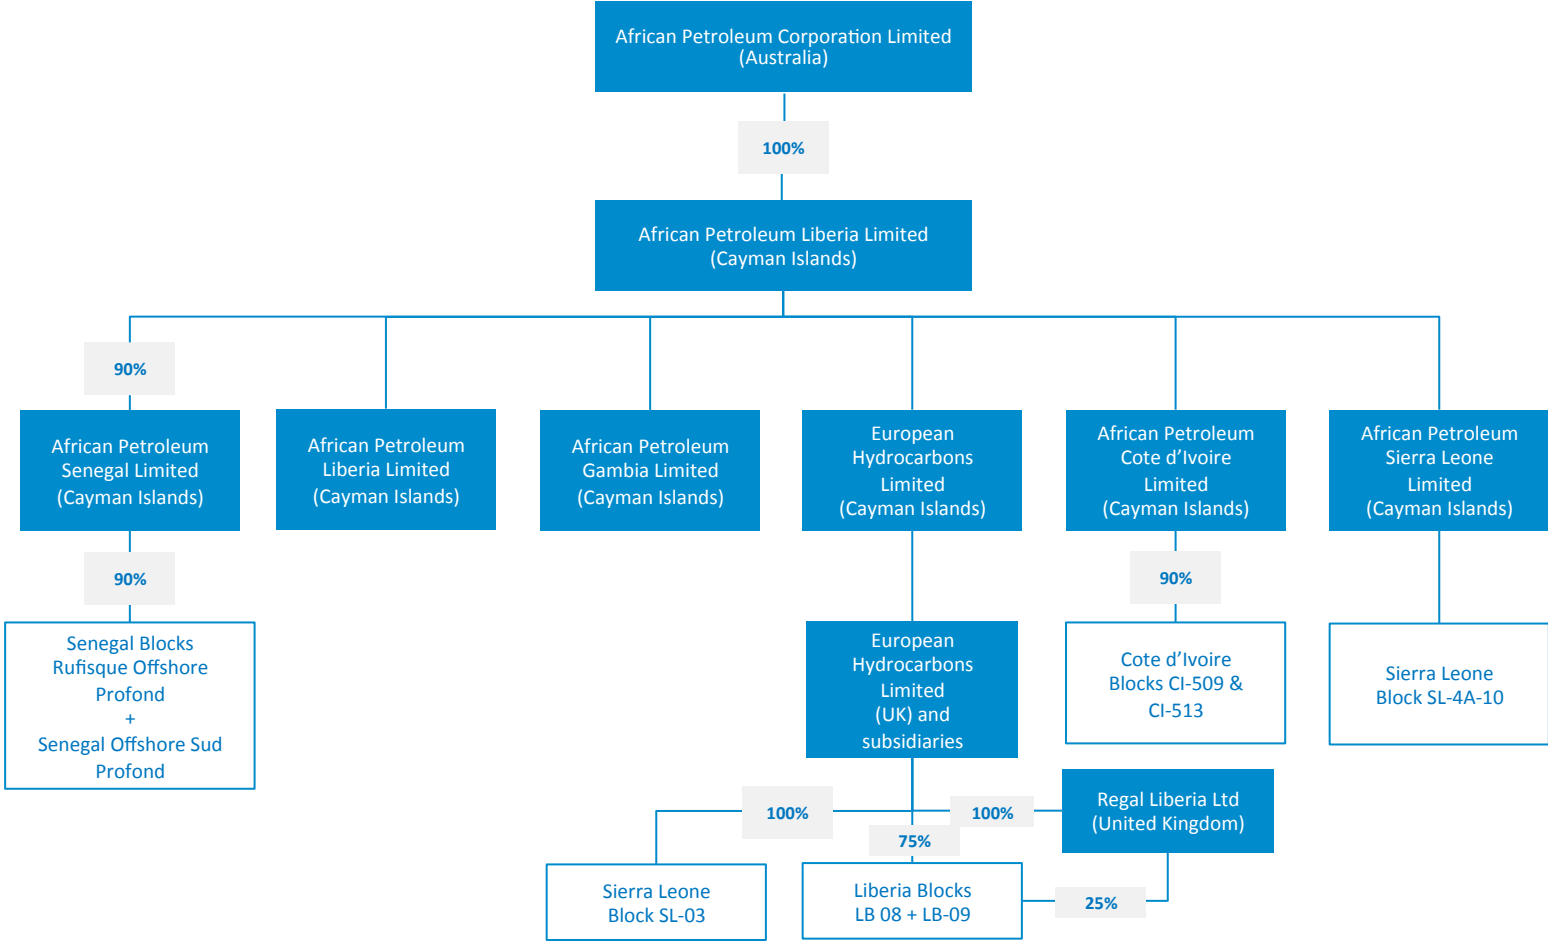 African Petroleum Corporation Limited
(Australia)
100%
African Petroleum Liberia Limited
(Cayman Islands)
90%
African Petroleum
Senegal Limited
(Cayman Islands)
African Petroleum
Liberia Limited
(Cayman Islands)
African Petroleum
Gambia Limited
(Cayman Islands)
European
Hydrocarbons
Limited
(Cayman Islands)
African Petroleum
Cote d’Ivoire
Limited
(Cayman Islands)
African Petroleum
Sierra Leone
Limited
(Cayman Islands)
90%
90%
Senegal Blocks
Rufisque Offshore
Profond
+
Senegal Offshore Sud
Profond
European
Hydrocarbons
Limited
(UK) and
subsidiaries
Cote d’Ivoire
Blocks CI-509 &
CI-513
Sierra Leone
Block SL-4A-10
100%
100%
75%
Regal Liberia Ltd
(United Kingdom)
Sierra Leone
Block SL-03
Liberia Blocks
LB 08 + LB-09
25%